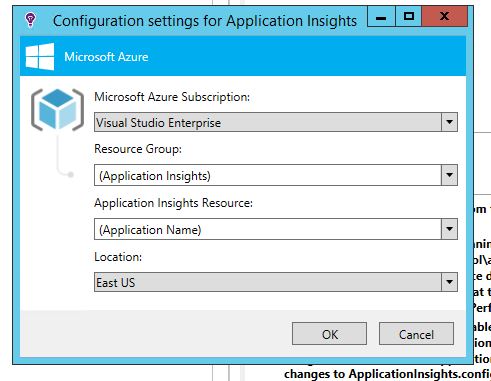 Configuration settings for Application Insights
Microsoft Azure
Microsoft Azure Subscription:
Visual Studio Enterprise
Resource Group:
(Application Insights)
Application Insights Resource:
(Application Name)
Location:
East US
OK Cancel
changes to ApplicationInsights.config